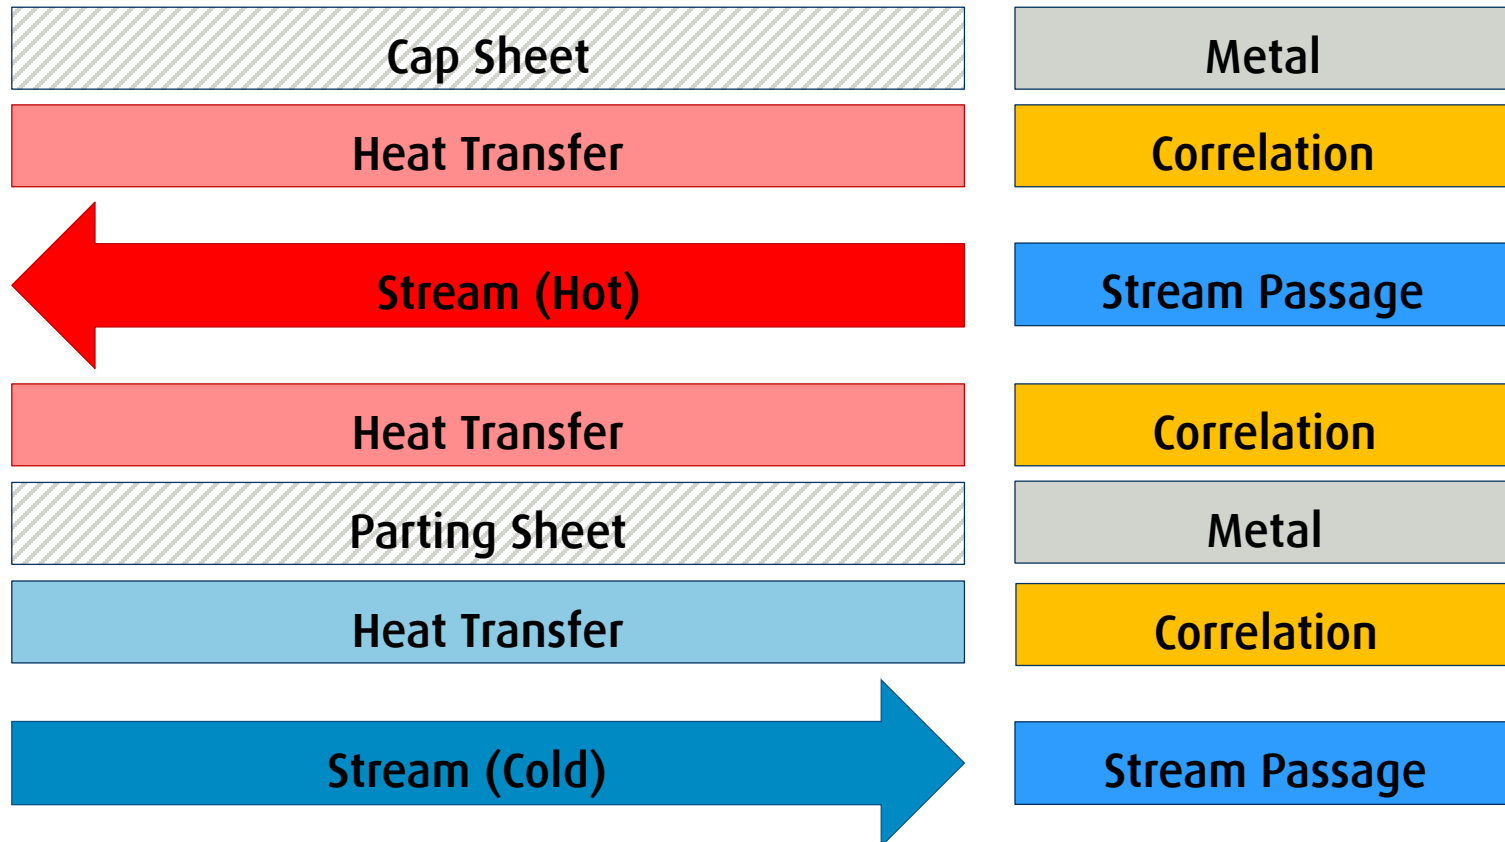 Cap Sheet
Metal
Heat Transfer
Correlation
Stream (Hot)
Stream Passage
Heat Transfer
Correlation
Parting Sheet
Metal
Heat Transfer
Correlation
Stream (Cold)
Stream Passage